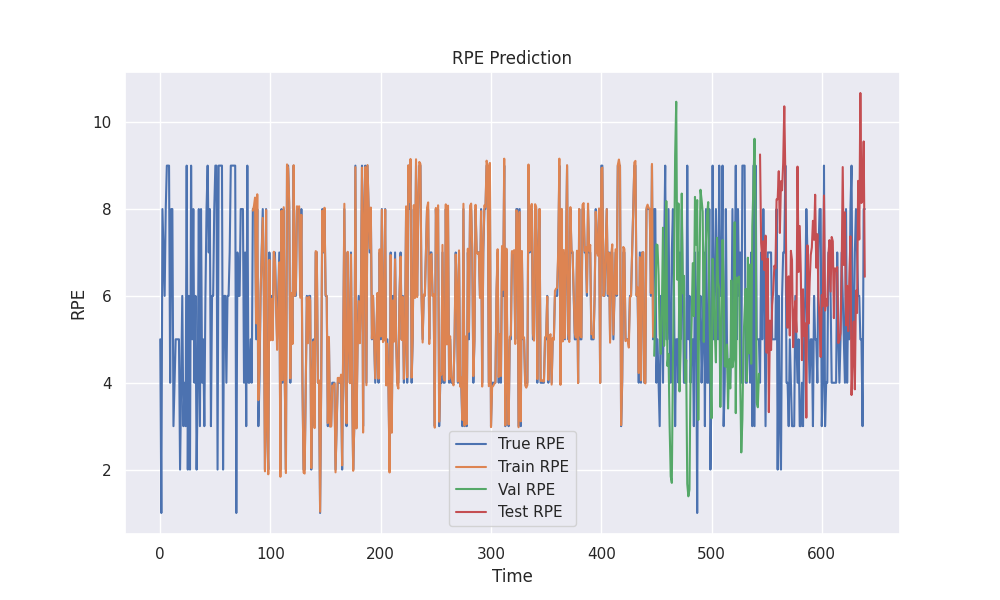 RPE Prediction
RPE
10
8
6
4
2
True RPE
Train RPE
Val RPE
Test RPE
0 100 200 300 400 500 600
Time